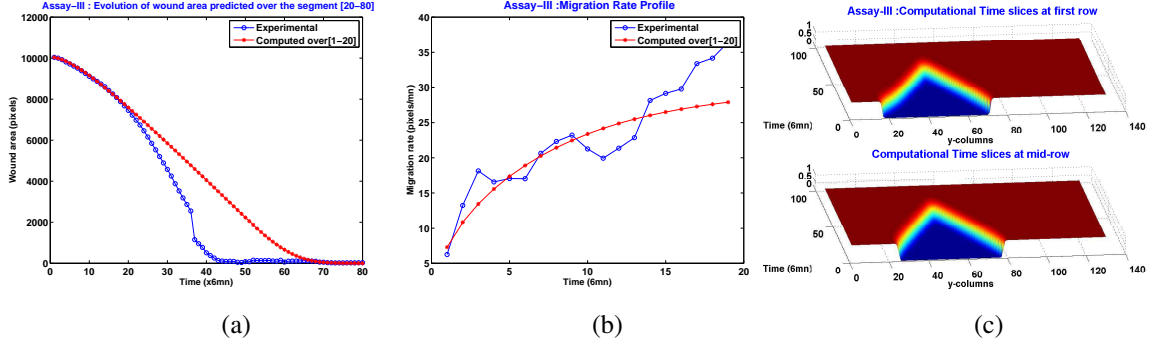 Assay−III : Evolution of wound area predicted over the segment [20−80]
12000
10000
8000
6000
4000
2000
0
Wound area (pixels)
Experimental
Computed over[1−20]
0 10 20 30 40 50 60 70 80
Time (x6mn)
(a)
Assay−III :Migration Rate Profile
40
35
30
25
20
15
10
5
Migration rate (pixels/mn)
Experimental
Computed over[1−20]
0 5 10 15 20
Time (6mn)
(b)
Assay-III :Computational Time slices at first row
1
0.5
0
100
50
0
Time (6mn)
0 20 40 60 80 100 120 140
y-columns
Computational Time slices at mid-row
1
0.5
0
100
50
0
Time (6mn)
0 20 40 60 80 100 120 140
y-columns
(c)